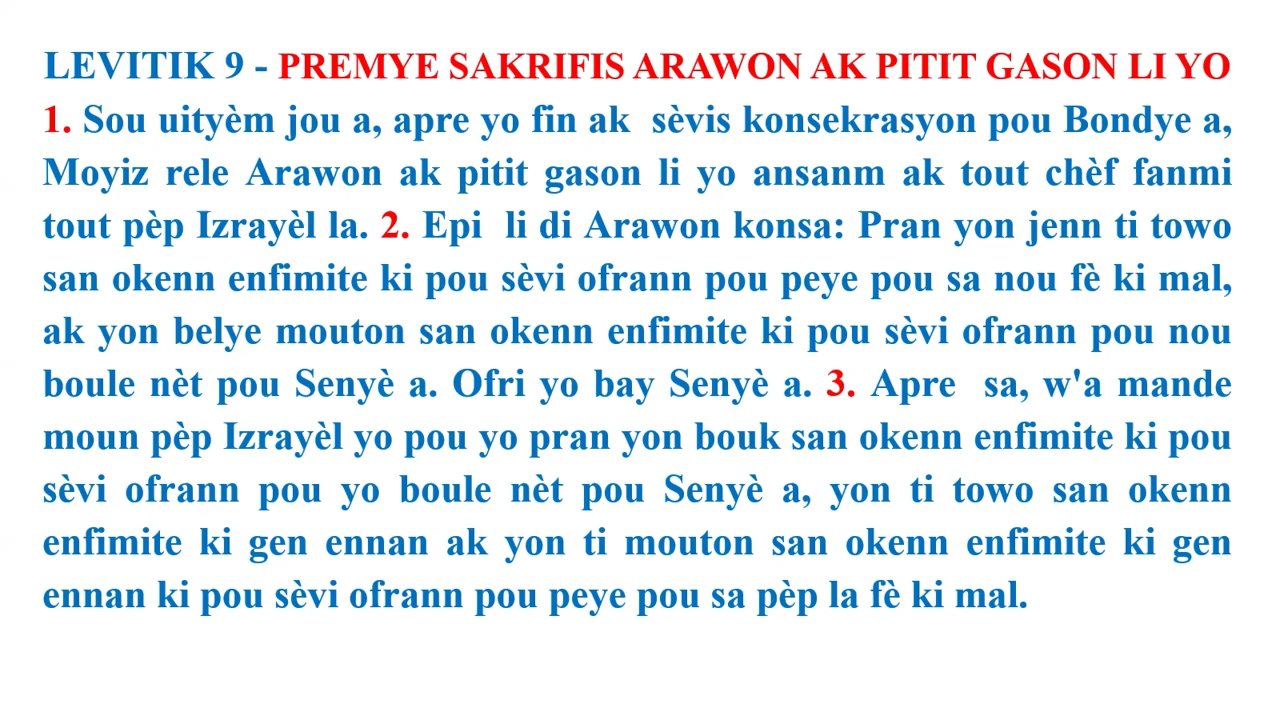 LEVITIK 9 - PREMYE SAKRIFIS ARAWON AK PITIT GASON LI YO
1. Sou uityèm jou a, apre yo fin ak sèvis konsekrasyon pou Bondye a,
Moyiz rele Arawon ak pitit gason li yo ansanm ak tout chèf fanmi
tout pèp Izrayèl la. 2. Epi li di Arawon konsa: Pran yon jenn ti towo
san okenn enfimite ki pou sèvi ofrann pou peye pou sa nou fè ki mal,
ak yon belye mouton san okenn enfimite ki pou sèvi ofrann pou nou
boule nèt pou Senyè a. Ofri yo bay Senyè a. 3. Apre sa, w'a mande
moun pèp Izrayèl yo pou yo pran yon bouk san okenn enfimite ki pou
sèvi ofrann pou yo boule nèt pou Senyè a, yon ti towo san okenn
enfimite ki gen ennan ak yon ti mouton san okenn enfimite ki gen
ennan ki pou sèvi ofrann pou peye pou sa pèp la fè ki mal.